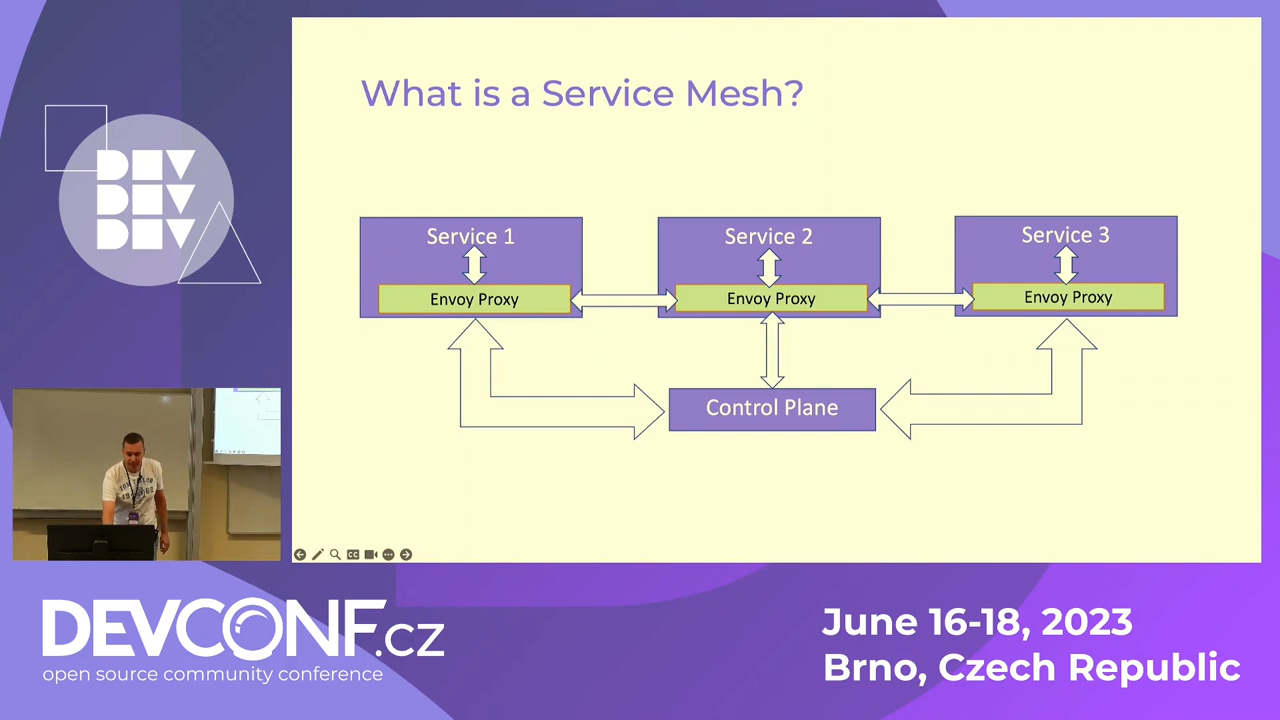 What is a Service Mesh?
Service 1
Service 2
Service 3
Envoy Proxy
Envoy Proxy
Envoy Proxy
Control Plane
DEV
DEV
DEV
DEVCONF.cz
open source community conference
June 16-18, 2023
Brno, Czech Republic